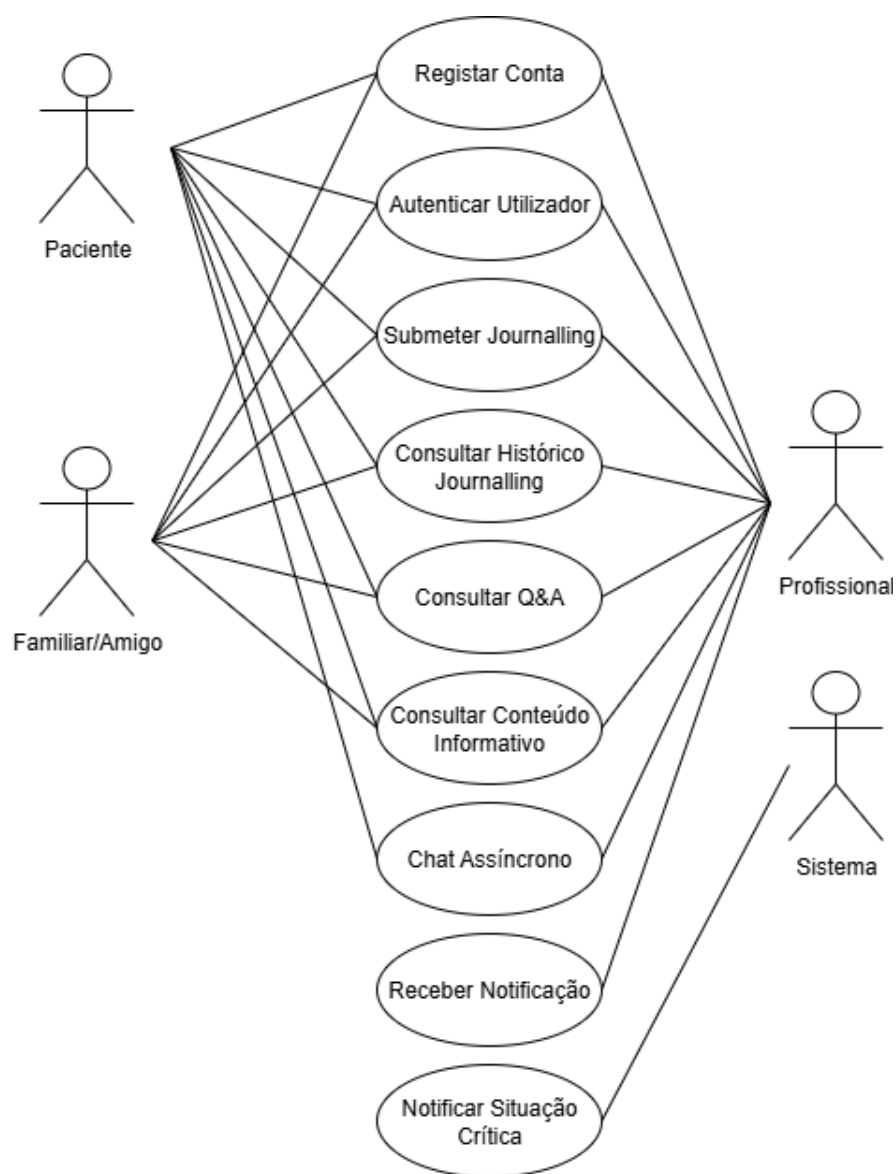 Registar Conta
Paciente
Autenticar Utilizador
Submeter Journalling
Consultar Histórico
Journalling
Familiar/Amigo
Consultar Q&A
Profissional
Consultar Conteúdo
Informativo
Chat Assíncrono
Sistema
Receber Notificação
Notificar Situação
Crítica